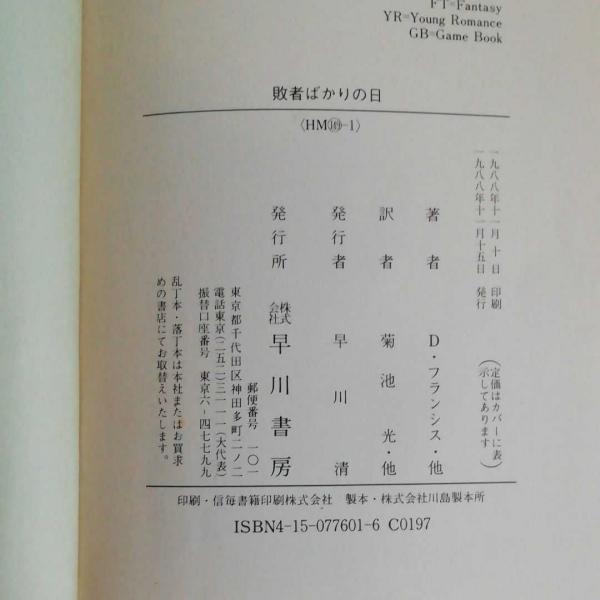 FT=Fantasy
YR=Young Romance
GB=Game Book
敗者ばかりの日
〈HM149-1〉
一九八八年十一月十日 印刷
一九八八年十一月十五日 発行
(定価はカバーに表
示してあります)
著者 D・フランシス・他
訳者 菊池光・他
発行者 早川清
発行所 株式会社 早川書房
郵便番号 一〇一
東京都千代田区神田多町二ノ二
電話東京(二五二)三一一一(大代表)
振替口座番号 東京六-四七七九九
乱丁本・落丁本は本社またはお買求
めの書店にてお取替えいたします。
印刷・信毎書籍印刷株式会社 製本・株式会社川島製本所
ISBN4-15-077601-6 C0197